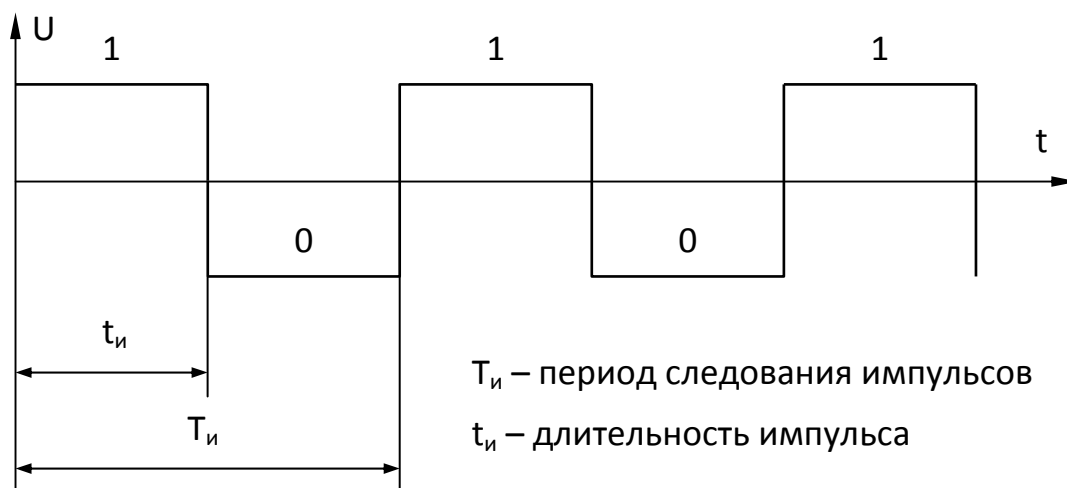 U
1 1 1
t
0 0
tи
Tи – период следования импульсов
Tи
tи – длительность импульса